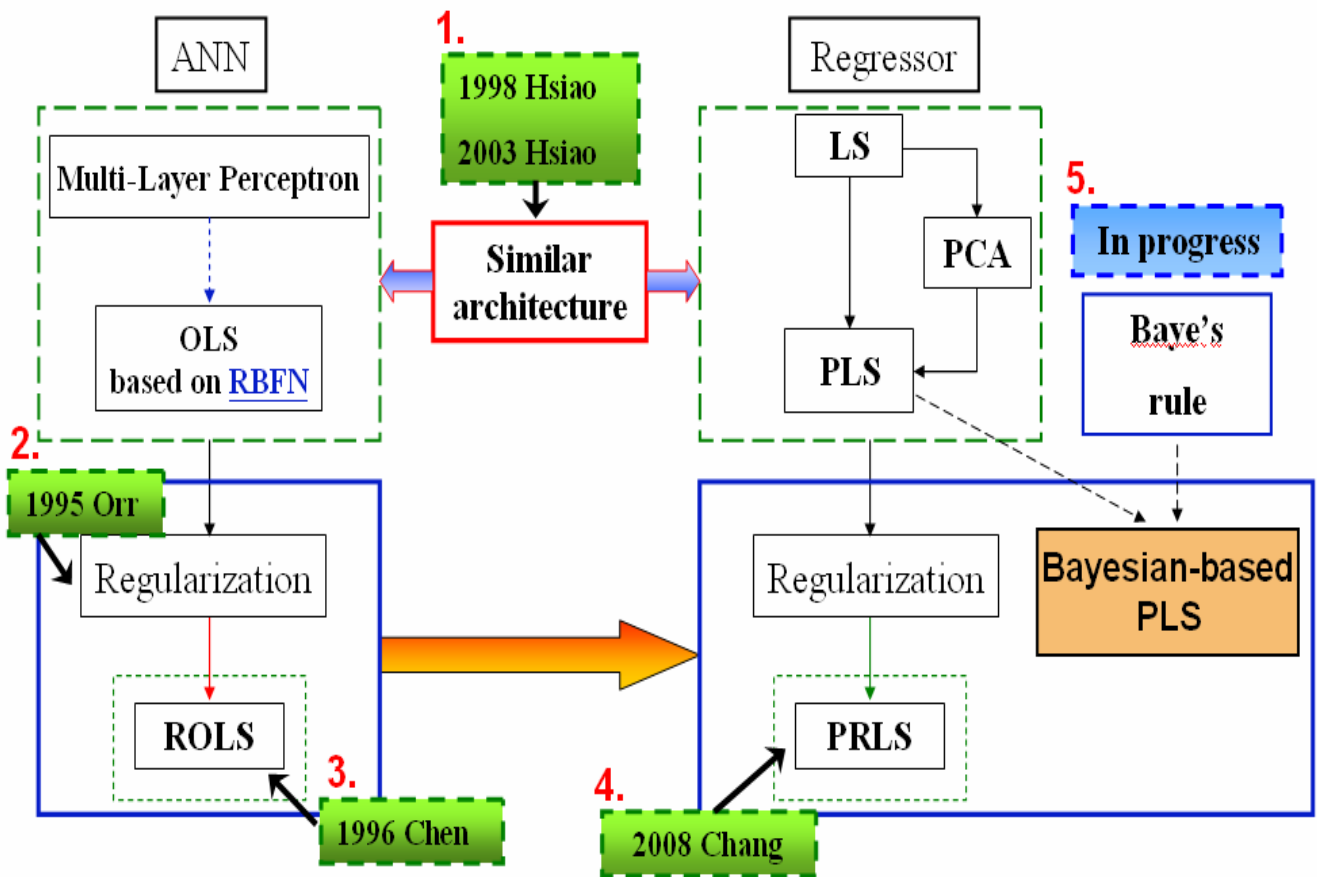 1.
ANN
1998 Hsiao
2003 Hsiao
Regressor
Multi-Layer Perceptron
LS
5.
In progress
PCA
Similar
architecture
OLS
based on RBFN
PLS
Baye's
rule
2.
1995 Orr
Regularization
Regularization
Bayesian-based
PLS
ROLS
PRLS
3.
1996 Chen
4.
2008 Chang